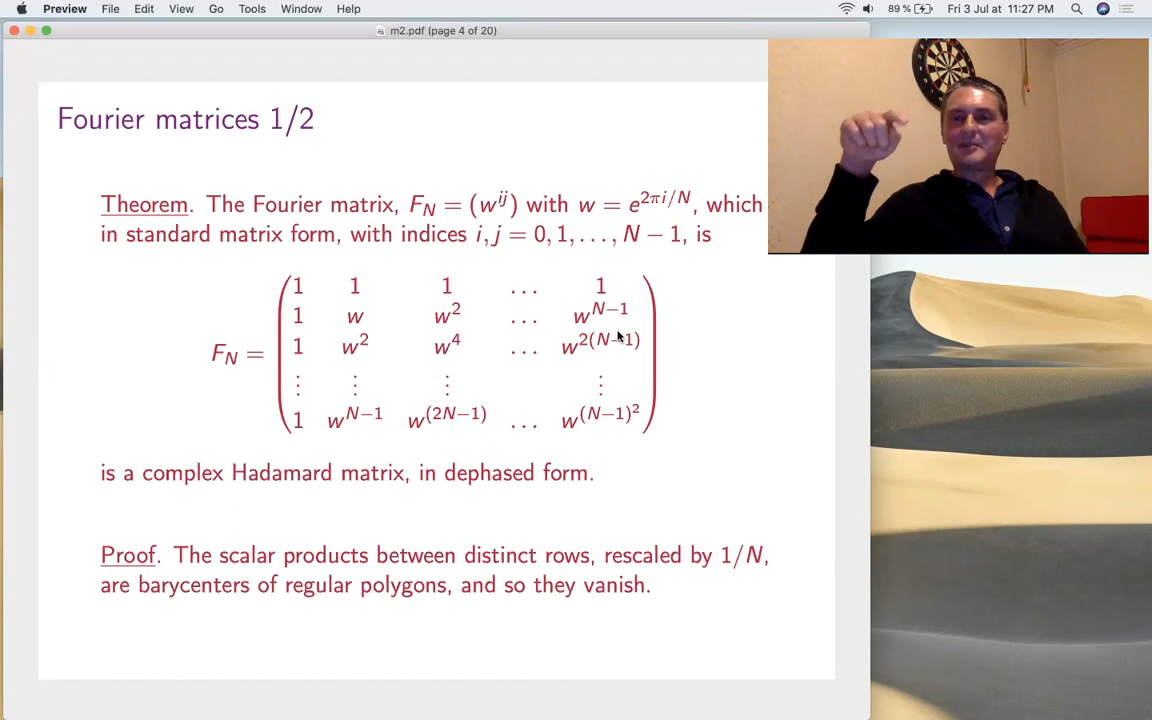 Preview File Edit View Go Tools Window Help 89 % Fri 3 Jul at 11:27 PM
m2.pdf (page 4 of 20)
Fourier matrices 1/2
Theorem. The Fourier matrix, F_N = (w^{ij}) with w = e^{2πi/N}, which
in standard matrix form, with indices i, j = 0, 1, . . . , N − 1, is
1 1 1 . . . 1
1 w w^2 . . . w^{N−1}
F_N = 1 w^2 w^4 . . . w^{2(N−1)}
⋮ ⋮ ⋮ ⋮
1 w^{N−1} w^{(2N−1)} . . . w^{(N−1)^2}
is a complex Hadamard matrix, in dephased form.
Proof. The scalar products between distinct rows, rescaled by 1/N,
are barycenters of regular polygons, and so they vanish.